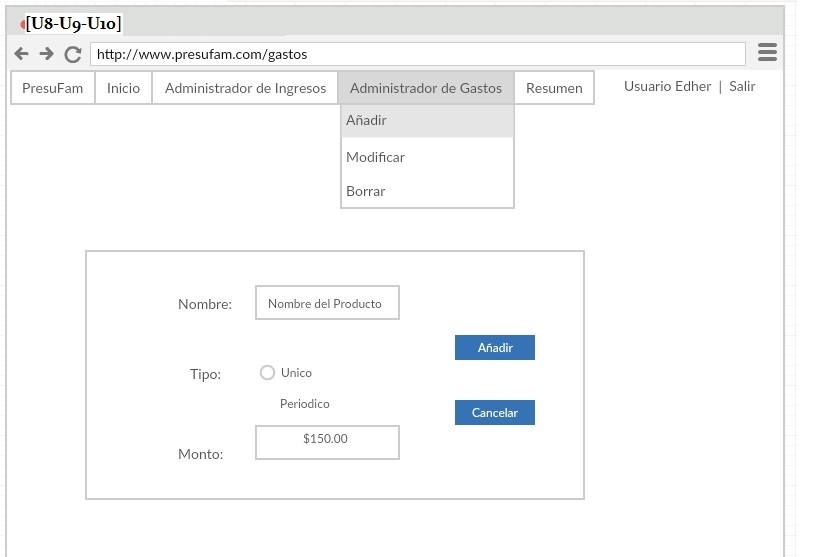 [U8-U9-U10]
http://www.presufam.com/gastos
PresuFam Inicio Administrador de Ingresos Administrador de Gastos Resumen Usuario Edher | Salir
Añadir
Modificar
Borrar
Nombre: Nombre del Producto
Añadir
Tipo: Unico
Periodico
Cancelar
$150.00
Monto: